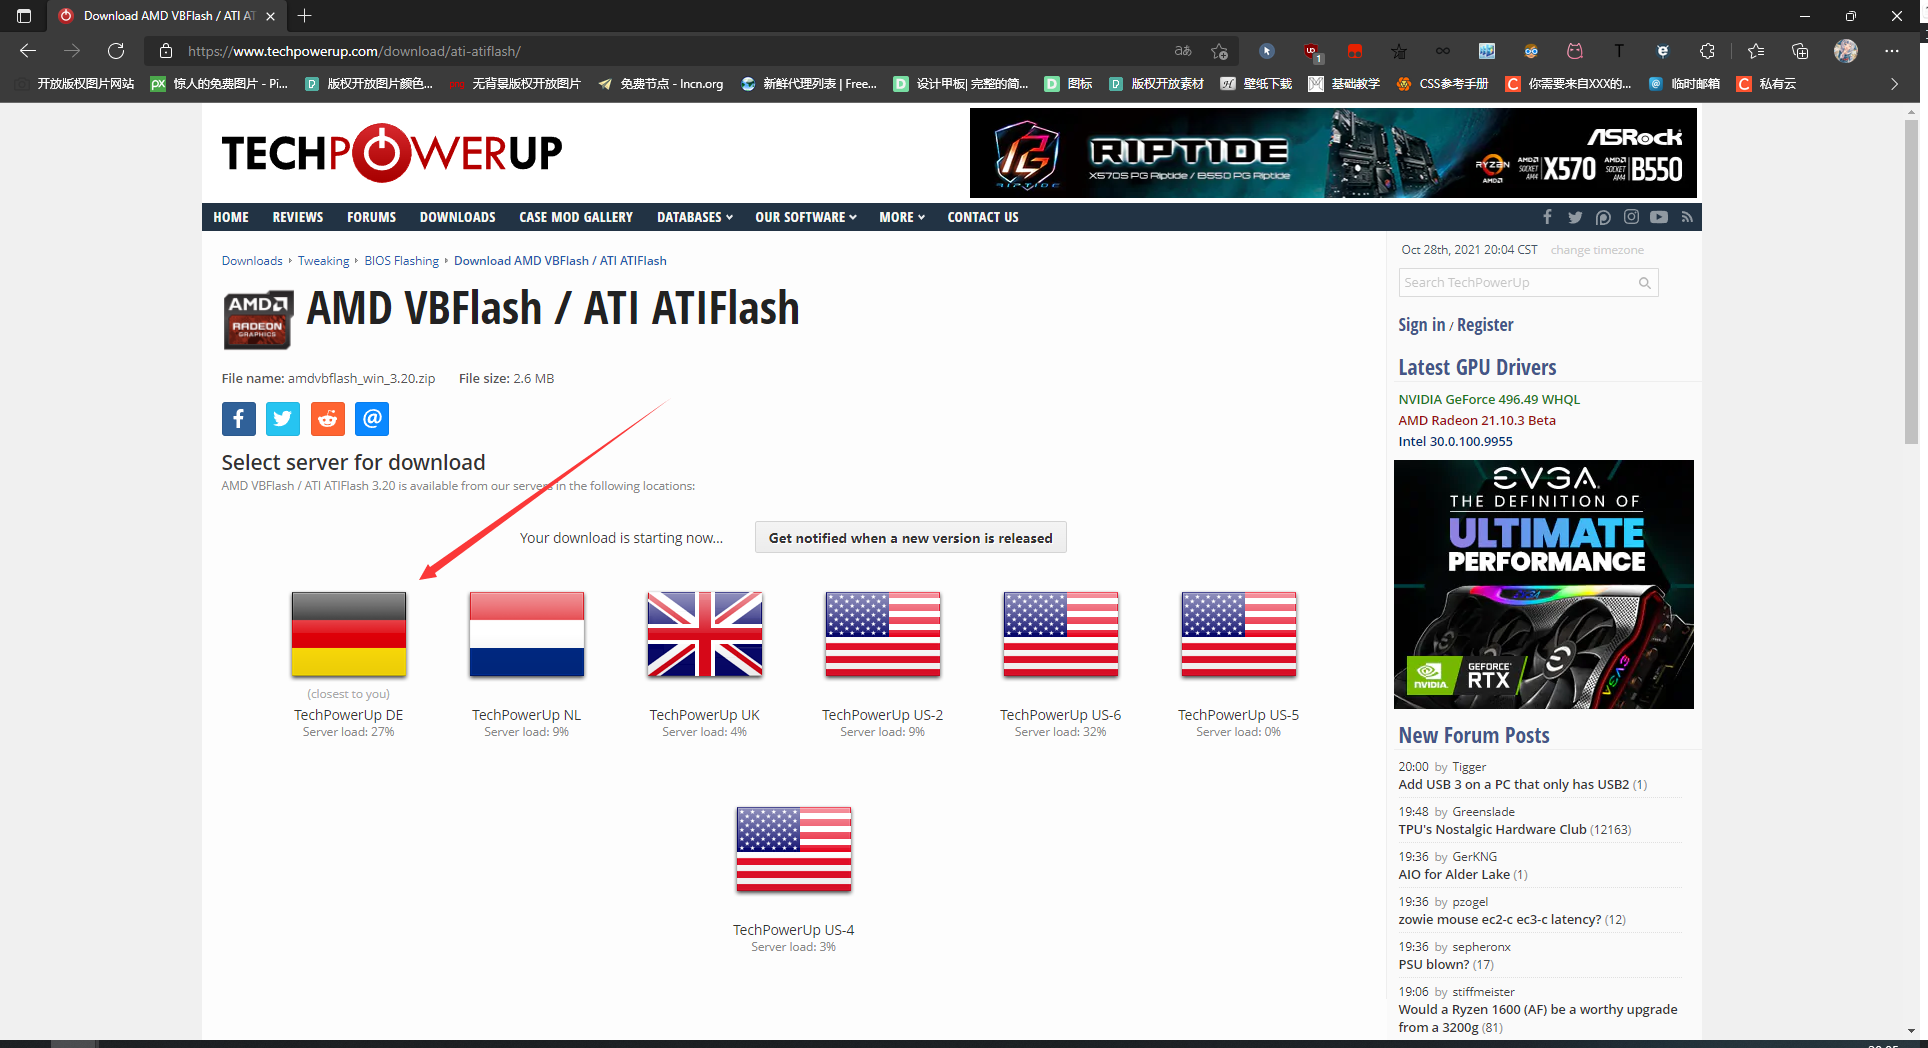 Download AMD VBFlash / ATI AT
https://www.techpowerup.com/download/ati-atiflash/
开放版权图片网站
惊人的免费图片 - Pi...
版权开放图片颜色...
无背景版权开放图片
免费节点 - lncn.org
新鲜代理列表 | Free...
设计甲板| 完整的简...
图标
版权开放素材
壁纸下载
基础教学
CSS参考手册
你需要来自XXX的...
临时邮箱
私有云
TECHPOWERUP
RIPTIDE
RIPTIDE
X570S PG Riptide / B550 PG Riptide
ASRock
RYZEN
AMD
AMD SOCKET AM4 X570
AMD SOCKET AM4 B550
HOME REVIEWS FORUMS DOWNLOADS CASE MOD GALLERY DATABASES OUR SOFTWARE MORE CONTACT US
Downloads Tweaking BIOS Flashing Download AMD VBFlash / ATI ATIFlash
AMD
RADEON
GRAPHICS
AMD VBFlash / ATI ATIFlash
File name: amdvbflash_win_3.20.zip File size: 2.6 MB
Select server for download
AMD VBFlash / ATI ATIFlash 3.20 is available from our servers in the following locations:
Your download is starting now...
Get notified when a new version is released
(closest to you)
TechPowerUp DE
Server load: 27%
TechPowerUp NL
Server load: 9%
TechPowerUp UK
Server load: 4%
TechPowerUp US-2
Server load: 9%
TechPowerUp US-6
Server load: 32%
TechPowerUp US-5
Server load: 0%
TechPowerUp US-4
Server load: 3%
Oct 28th, 2021 20:04 CST change timezone
Search TechPowerUp
Sign in / Register
Latest GPU Drivers
NVIDIA GeForce 496.49 WHQL
AMD Radeon 21.10.3 Beta
Intel 30.0.100.9955
EVGA
THE DEFINITION OF
ULTIMATE
PERFORMANCE
EVGA
EVGA
NVIDIA
GEFORCE
RTX
New Forum Posts
20:00 by Tigger
Add USB 3 on a PC that only has USB2 (1)
19:48 by Greenslade
TPU's Nostalgic Hardware Club (12163)
19:36 by GerKNG
AIO for Alder Lake (1)
19:36 by pzogel
zowie mouse ec2-c ec3-c latency? (12)
19:36 by sepheronx
PSU blown? (17)
19:06 by stiffmeister
Would a Ryzen 1600 (AF) be a worthy upgrade
from a 3200g (81)